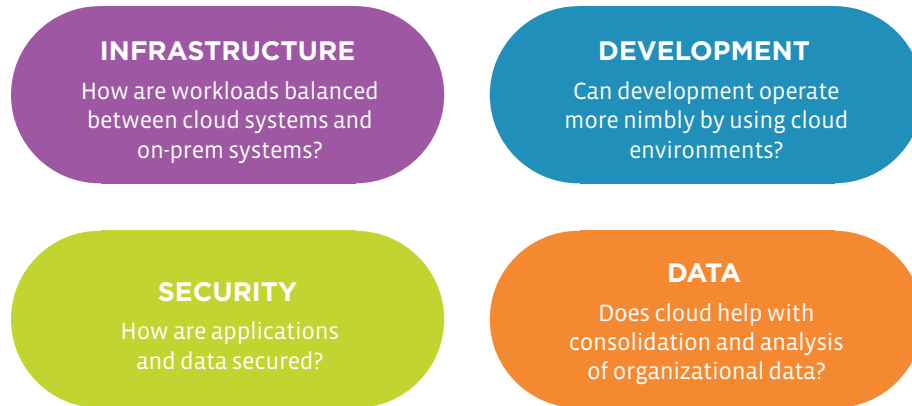 INFRASTRUCTURE
How are workloads balanced
between cloud systems and
on-prem systems?
DEVELOPMENT
Can development operate
more nimbly by using cloud
environments?
SECURITY
How are applications
and data secured?
DATA
Does cloud help with
consolidation and analysis
of organizational data?